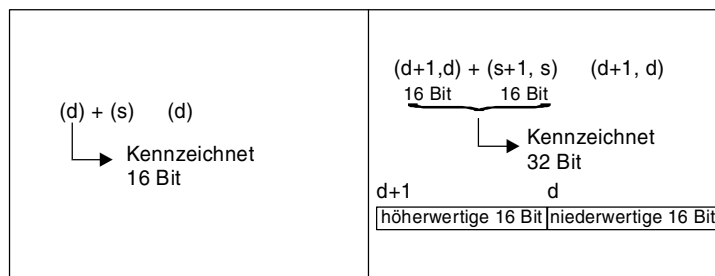 (d) + (s) (d)
Kennzeichnet
16 Bit
(d+1,d) + (s+1, s) (d+1, d)
16 Bit 16 Bit
Kennzeichnet
32 Bit
d+1 d
höherwertige 16 Bit niederwertige 16 Bit